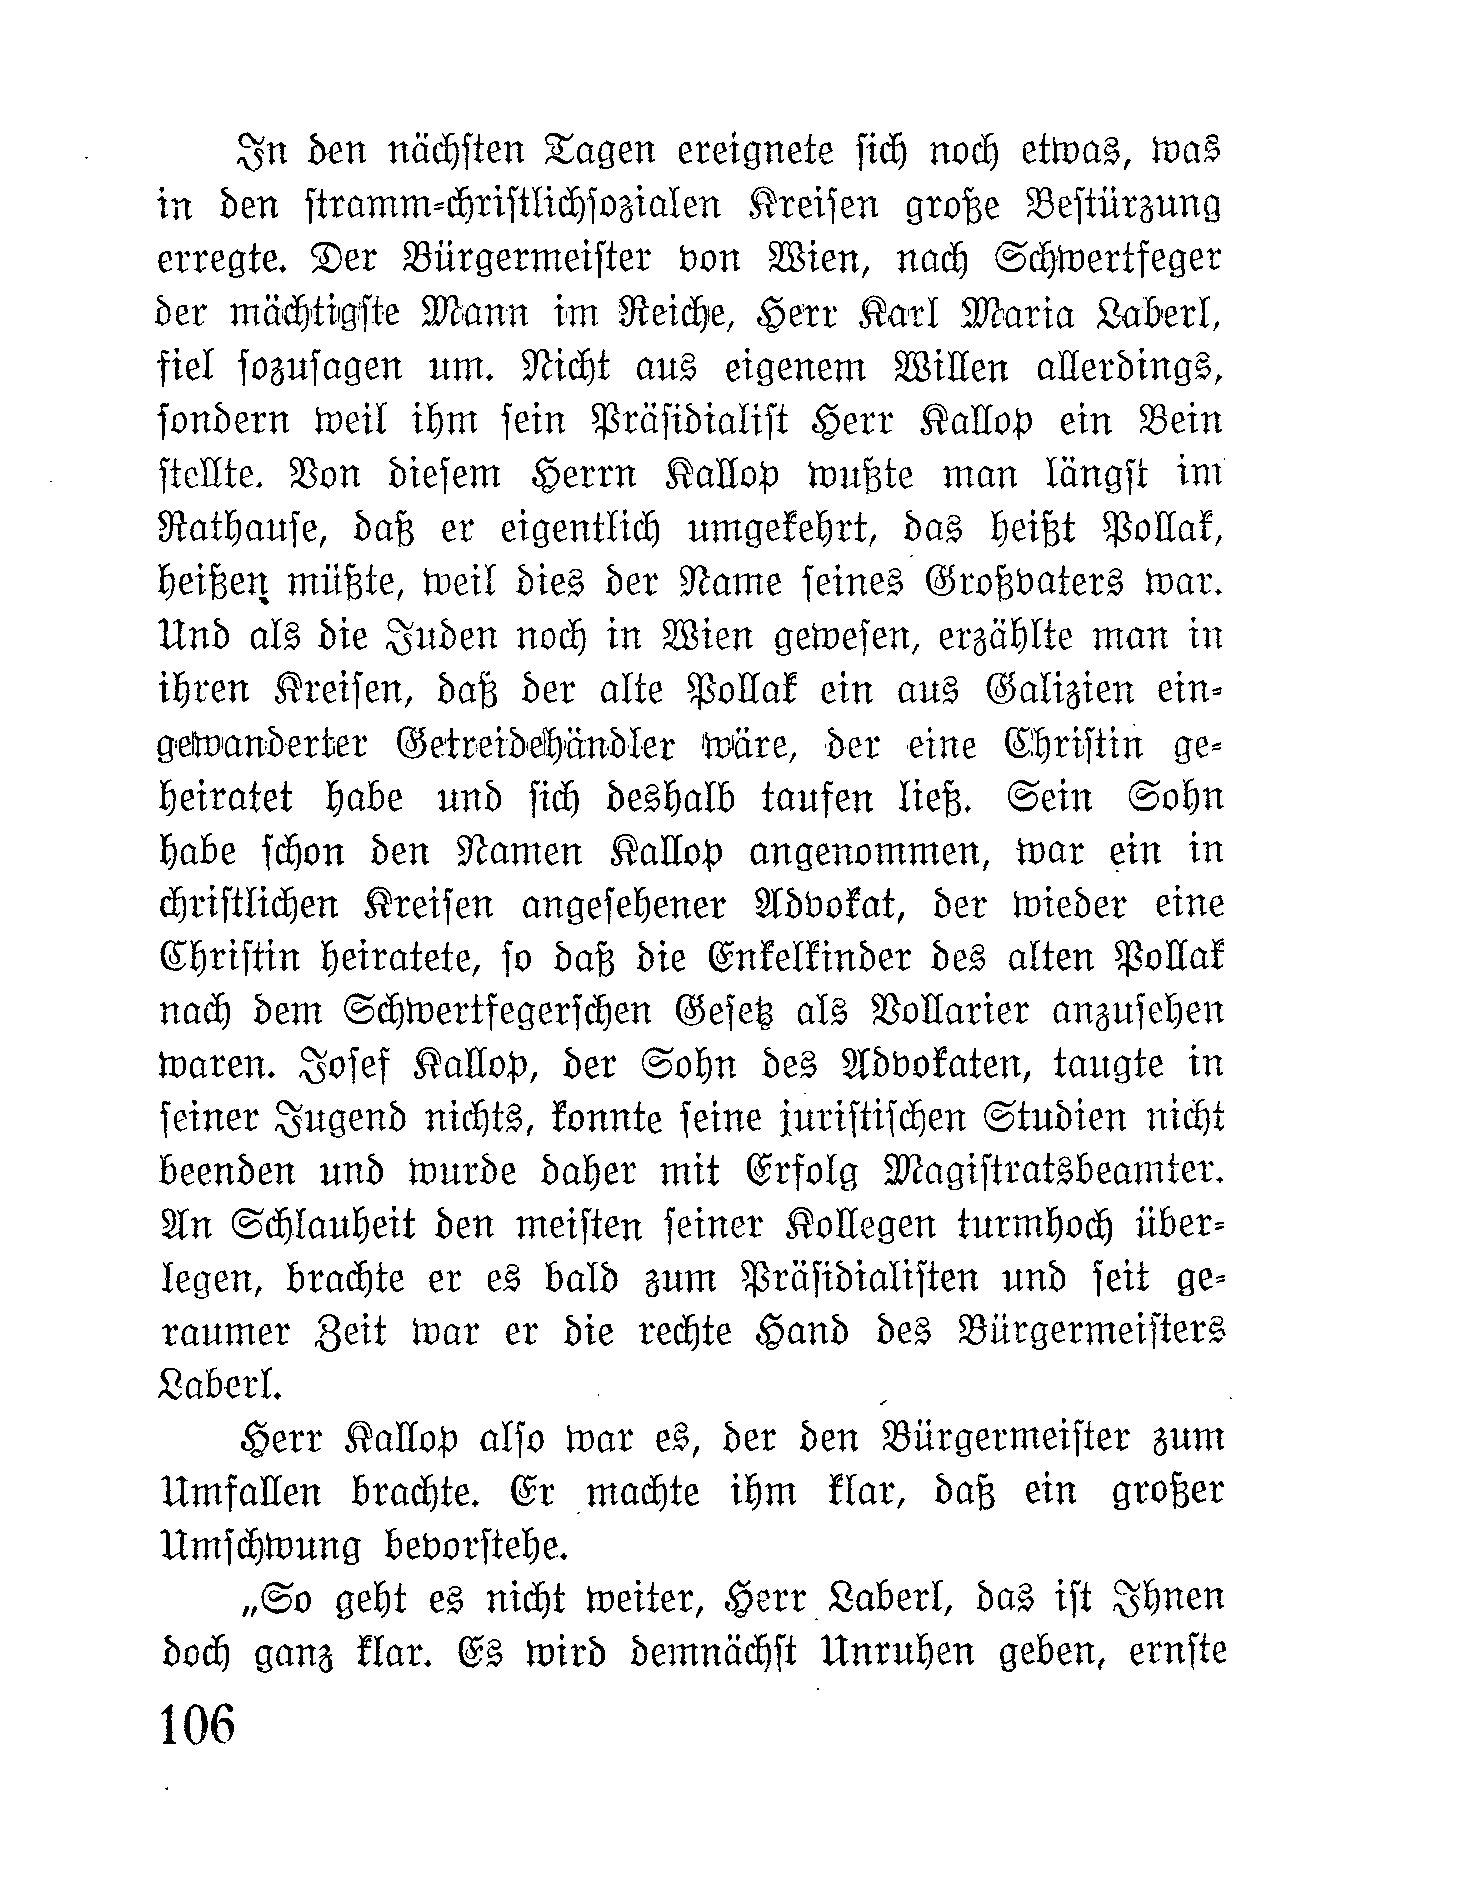 In den nächſten Tagen ereignete ſich noch etwas, was
in den ſtramm-chriſtlichſozialen Kreiſen große Beſtürzung
erregte. Der Bürgermeiſter von Wien, nach Schwertfeger
der mächtigſte Mann im Reiche, Herr Karl Maria Laberl,
fiel ſozuſagen um. Nicht aus eigenem Willen allerdings,
ſondern weil ihm ſein Präſidialiſt Herr Kallop ein Bein
ſtellte. Von dieſem Herrn Kallop wußte man längſt im
Rathauſe, daß er eigentlich umgekehrt, das heißt Pollak,
heißen müßte, weil dies der Name ſeines Großvaters war.
Und als die Juden noch in Wien geweſen, erzählte man in
ihren Kreiſen, daß der alte Pollak ein aus Galizien ein-
gewanderter Getreidehändler wäre, der eine Chriſtin ge-
heiratet habe und ſich deshalb taufen ließ. Sein Sohn
habe ſchon den Namen Kallop angenommen, war ein in
chriſtlichen Kreiſen angeſehener Advokat, der wieder eine
Chriſtin heiratete, ſo daß die Enkelkinder des alten Pollak
nach dem Schwertfegerſchen Geſetz als Vollarier anzuſehen
waren. Joſef Kallop, der Sohn des Advokaten, taugte in
ſeiner Jugend nichts, konnte ſeine juriſtiſchen Studien nicht
beenden und wurde daher mit Erfolg Magiſtratsbeamter.
An Schlauheit den meiſten ſeiner Kollegen turmhoch über-
legen, brachte er es bald zum Präſidialiſten und ſeit ge-
raumer Zeit war er die rechte Hand des Bürgermeiſters
Laberl.
Herr Kallop alſo war es, der den Bürgermeiſter zum
Umfallen brachte. Er machte ihm klar, daß ein großer
Umſchwung bevorſtehe.
„So geht es nicht weiter, Herr Laberl, das iſt Ihnen
doch ganz klar. Es wird demnächſt Unruhen geben, ernſte
106